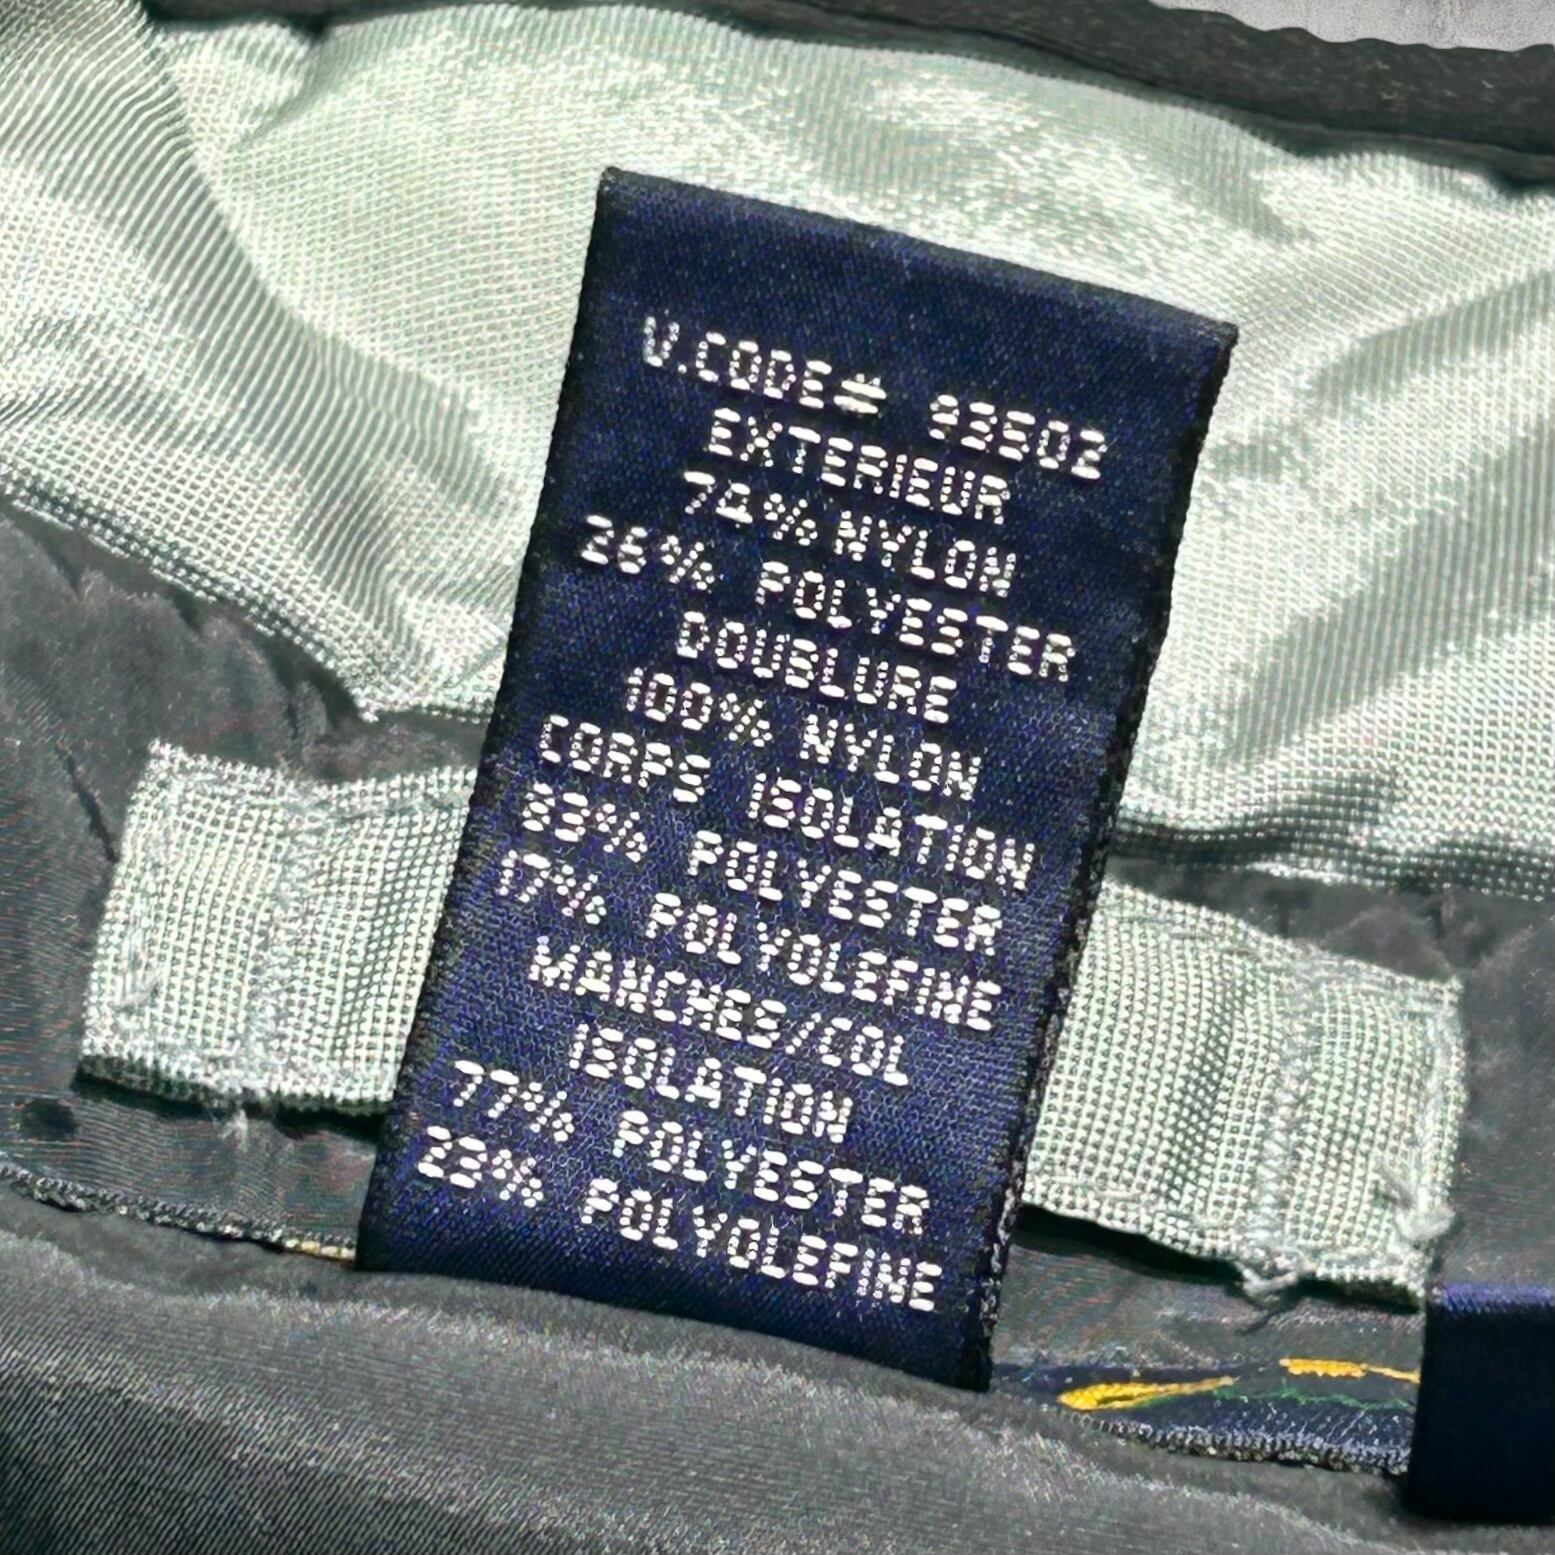 V.CODE# 93502
EXTERIEUR
74% NYLON
26% POLYESTER
DOUBLURE
100% NYLON
CORPS ISOLATION
83% POLYESTER
17% POLYOLEFINE
MANCHES/COL
ISOLATION
77% POLYESTER
23% POLYOLEFINE